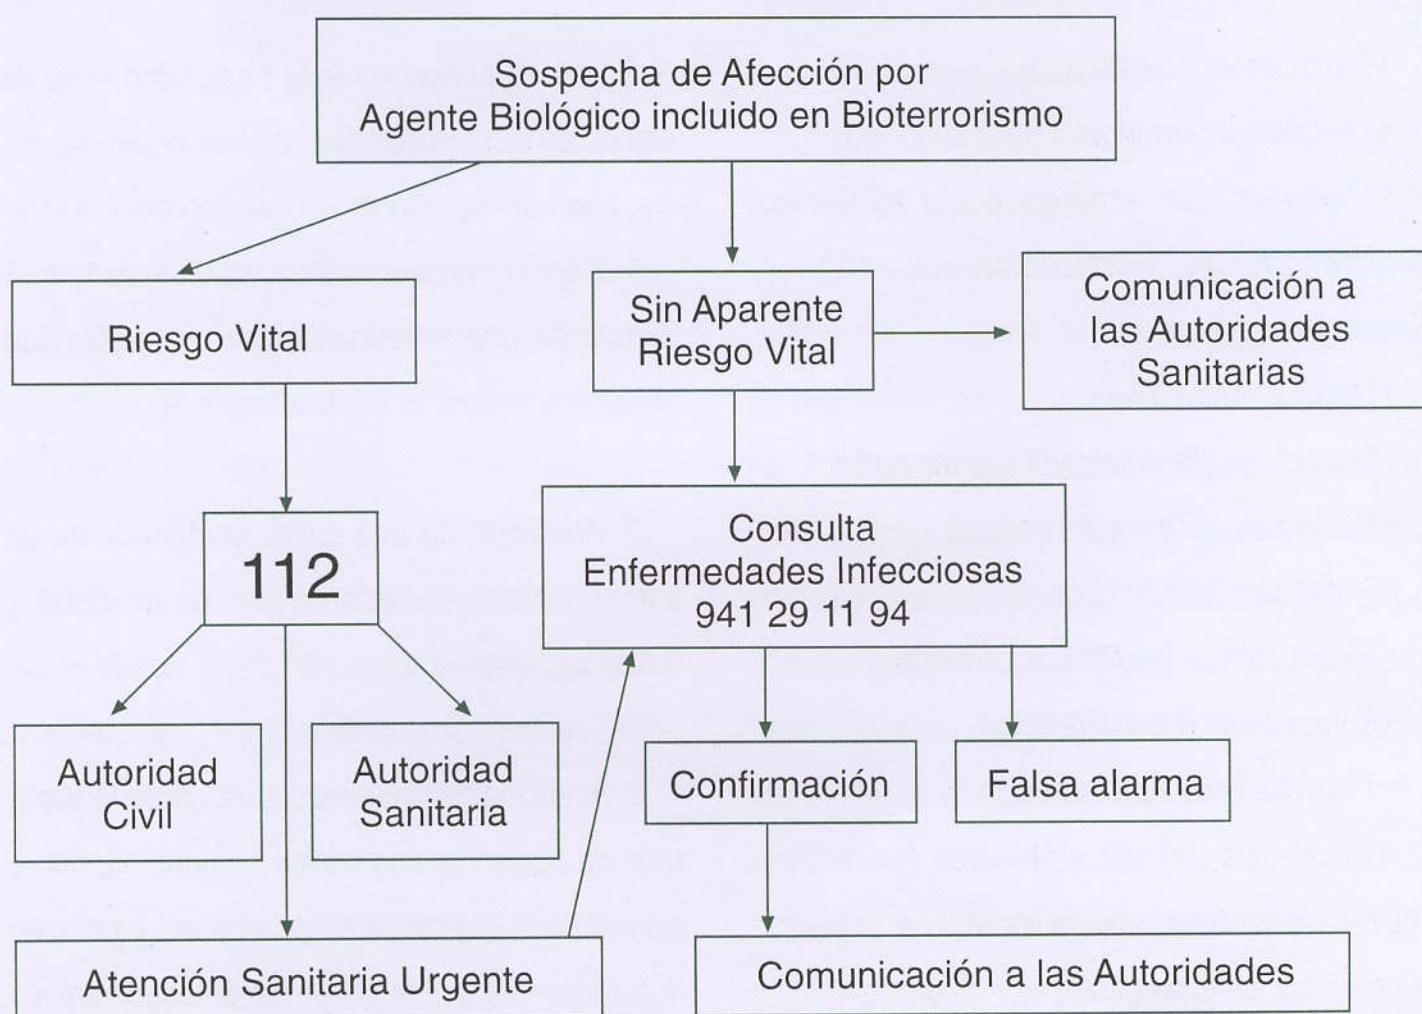 Sospecha de Afección por
Agente Biológico incluido en Bioterrorismo
Riesgo Vital
Sin Aparente
Riesgo Vital
Comunicación a
las Autoridades
Sanitarias
112
Consulta
Enfermedades Infecciosas
941 29 11 94
Autoridad
Civil
Autoridad
Sanitaria
Confirmación
Falsa alarma
Atención Sanitaria Urgente
Comunicación a las Autoridades